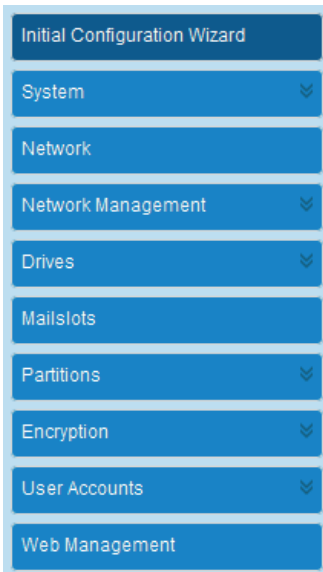 Initial Configuration Wizard
System
Network
Network Management
Drives
Mailslots
Partitions
Encryption
User Accounts
Web Management